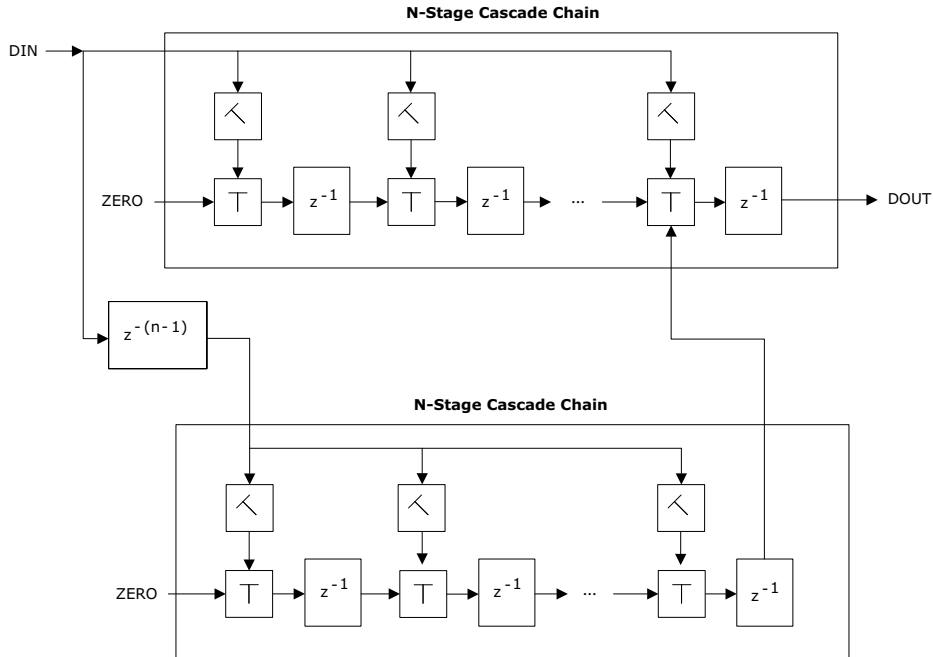 N-Stage Cascade Chain
DIN
ZERO
z-1
z-1
...
z-1
DOUT
z-(n-1)
N-Stage Cascade Chain
ZERO
z-1
z-1
...
z-1